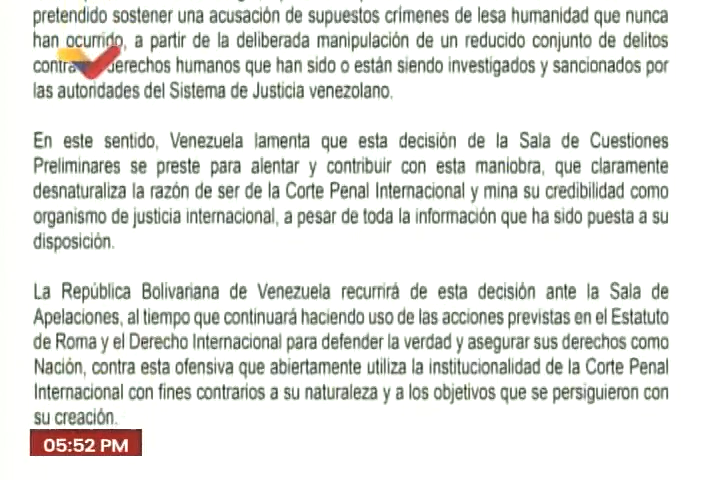 pretendido sostener una acusación de supuestos crímenes de lesa humanidad que nunca
han ocurrido, a partir de la deliberada manipulación de un reducido conjunto de delitos
contra derechos humanos que han sido o están siendo investigados y sancionados por
las autoridades del Sistema de Justicia venezolano.
En este sentido, Venezuela lamenta que esta decisión de la Sala de Cuestiones
Preliminares se preste para alentar y contribuir con esta maniobra, que claramente
desnaturaliza la razón de ser de la Corte Penal Internacional y mina su credibilidad como
organismo de justicia internacional, a pesar de toda la información que ha sido puesta a su
disposición.
La República Bolivariana de Venezuela recurrirá de esta decisión ante la Sala de
Apelaciones, al tiempo que continuará haciendo uso de las acciones previstas en el Estatuto
de Roma y el Derecho Internacional para defender la verdad y asegurar sus derechos como
Nación, contra esta ofensiva que abiertamente utiliza la institucionalidad de la Corte Penal
Internacional con fines contrarios a su naturaleza y a los objetivos que se persiguieron con
su creación.
05:52 PM